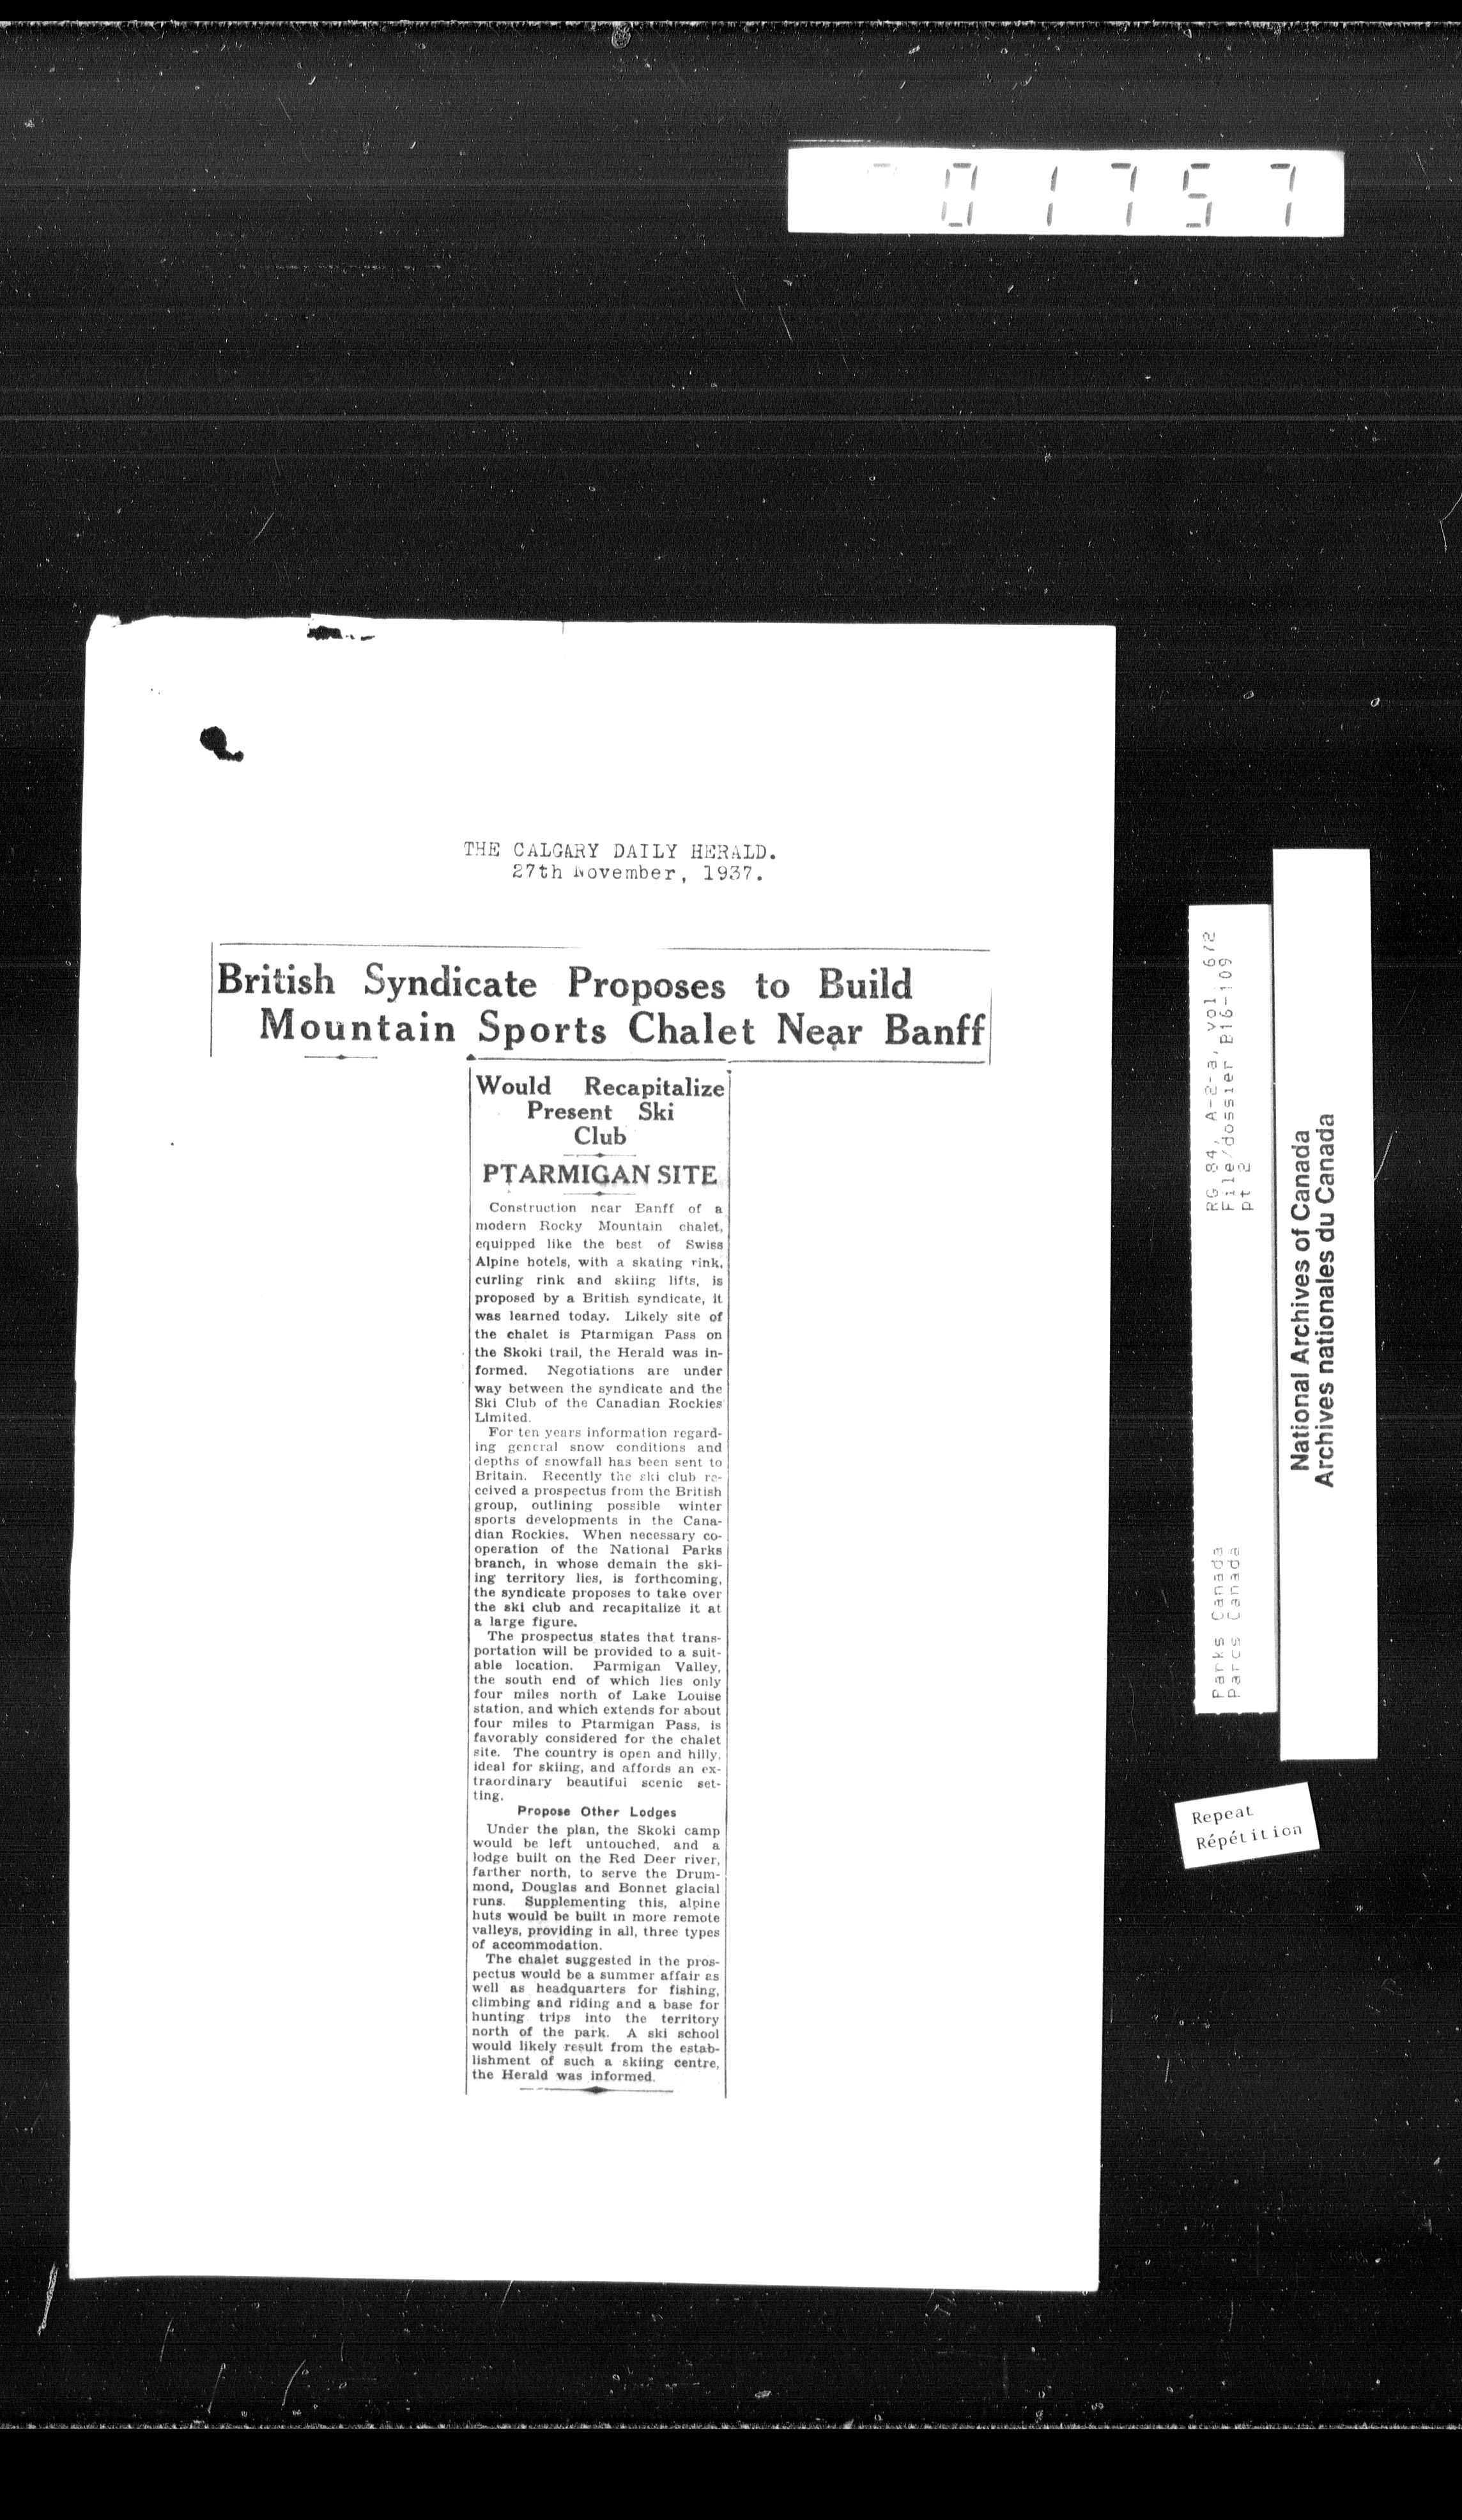 01757
THE CALGARY DAILY HERALD.
27th November, 1937.
British Syndicate Proposes to Build
Mountain Sports Chalet Near Banff
Would Recapitalize
Present Ski
Club
PTARMIGAN SITE
Construction near Banff of a
modern Rocky Mountain chalet,
equipped like the best of Swiss
Alpine hotels, with a skating rink,
curling rink and skiing lifts, is
proposed by a British syndicate, it
was learned today. Likely site of
the chalet is Ptarmigan Pass on
the Skoki trail, the Herald was in-
formed. Negotiations are under
way between the syndicate and the
Ski Club of the Canadian Rockies
Limited.
For ten years information regard-
ing general snow conditions and
depths of snowfall has been sent to
Britain. Recently the ski club re-
ceived a prospectus from the British
group, outlining possible winter
sports developments in the Cana-
dian Rockies. When necessary co-
operation of the National Parks
branch, in whose demain the ski-
ing territory lies, is forthcoming,
the syndicate proposes to take over
the ski club and recapitalize it at
a large figure.
The prospectus states that trans-
portation will be provided to a suit-
able location. Parmigan Valley,
the south end of which lies only
four miles north of Lake Louise
station, and which extends for about
four miles to Ptarmigan Pass, is
favorably considered for the chalet
site. The country is open and hilly,
ideal for skiing, and affords an ex-
traordinary beautiful scenic set-
ting.
Propose Other Lodges
Under the plan, the Skoki camp
would be left untouched, and a
lodge built on the Red Deer river,
farther north, to serve the Drum-
mond, Douglas and Bonnet glacial
runs. Supplementing this, alpine
huts would be built in more remote
valleys, providing in all, three types
of accommodation.
The chalet suggested in the pros-
pectus would be a summer affair as
well as headquarters for fishing,
climbing and riding and a base for
hunting trips into the territory
north of the park. A ski school
would likely result from the estab-
lishment of such a skiing centre,
the Herald was informed.
Parks Canada RG 84, A-2-a, vol. 672
Parcs Canada File/dossier B16-109
pt 2
National Archives of Canada
Archives nationales du Canada
Repeat
Répétition